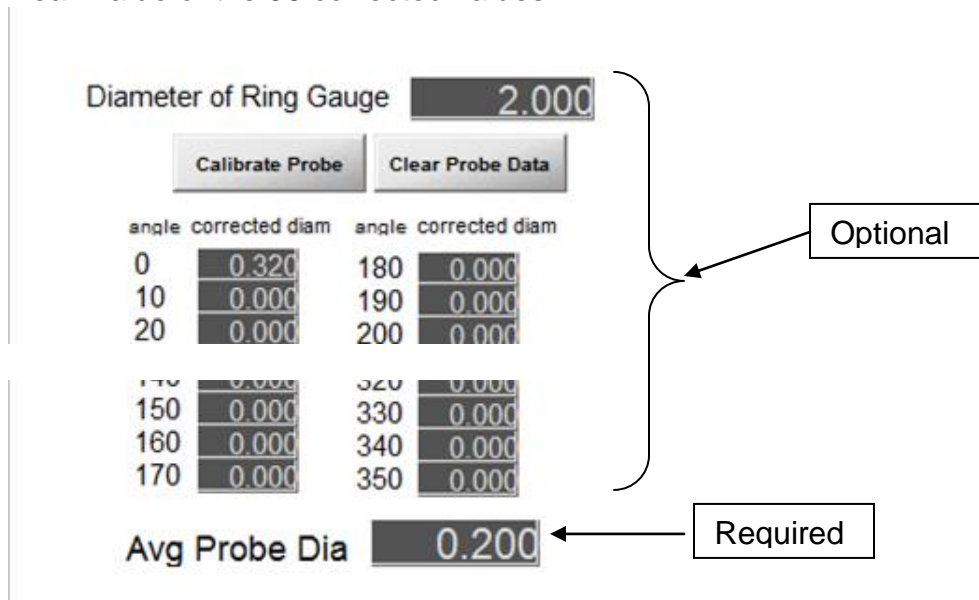 Diameter of Ring Gauge 2.000
Calibrate Probe Clear Probe Data
angle corrected diam angle corrected diam
Optional
0 0.320 180 0.000
10 0.000 190 0.000
20 0.000 200 0.000
150 0.000 330 0.000
160 0.000 340 0.000
170 0.000 350 0.000
Avg Probe Dia 0.200
Required